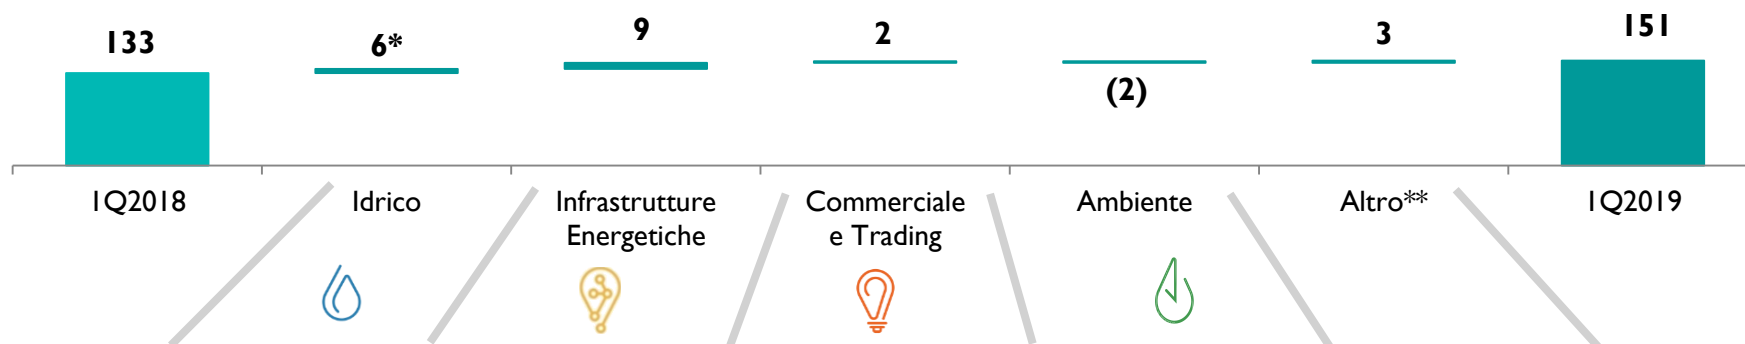 133
6*
9
2
(2)
3
151
1Q2018
Idrico
Infrastrutture
Energetiche
Commerciale
e Trading
Ambiente
Altro**
1Q2019